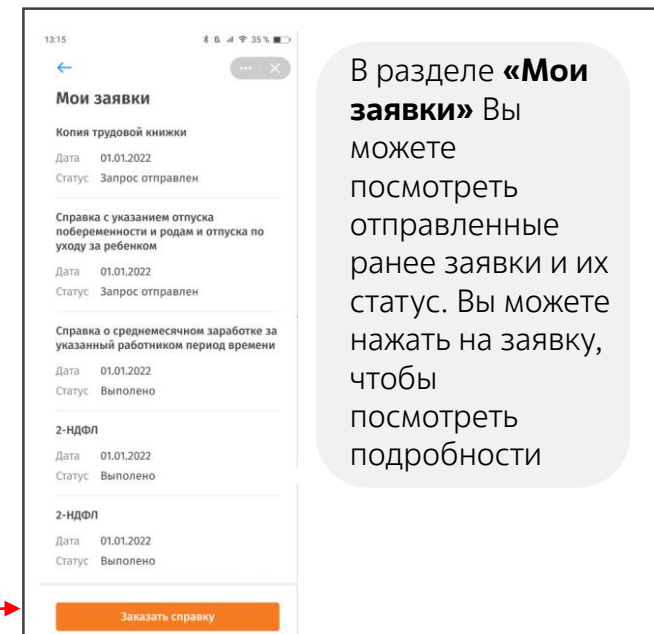 13:15
35 %
Мои заявки
Копия трудовой книжки
Дата 01.01.2022
Статус Запрос отправлен
Справка с указанием отпуска
побеременности и родам и отпуска по
уходу за ребенком
Дата 01.01.2022
Статус Запрос отправлен
Справка о среднемесячном заработке за
указанный работником период времени
Дата 01.01.2022
Статус Выполено
2-НДФЛ
Дата 01.01.2022
Статус Выполено
2-НДФЛ
Дата 01.01.2022
Статус Выполено
Заказать справку
В разделе «Мои
заявки» Вы
можете
посмотреть
отправленные
ранее заявки и их
статус. Вы можете
нажать на заявку,
чтобы
посмотреть
подробности